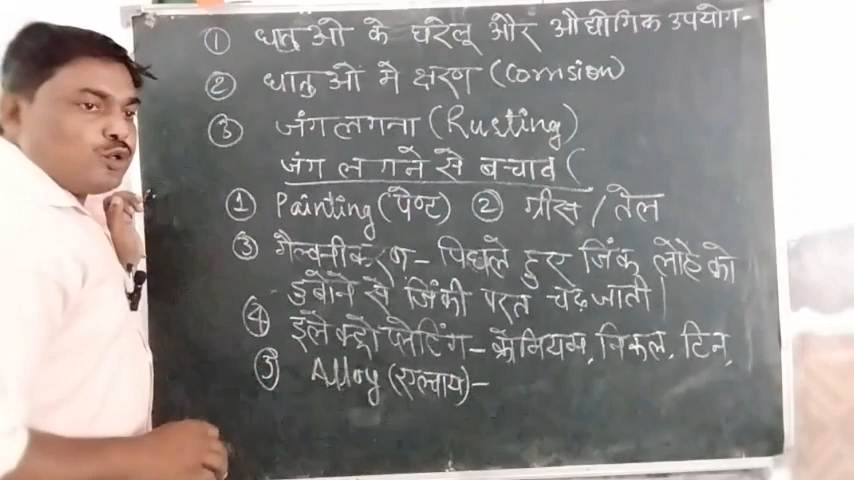 ① धातुओ के घरेलू और औद्योगिक उपयोग-
② धातुओं मे क्षरण (Corrosion)
③ जंग लगना (Rusting)
जंग लगने से बचाव (
① Painting (पेण्ट) ② ग्रीस / तेल
③ गैल्वनीकरण - पिघले हुए जिंक लोहे को
डुबाने से जिंकी परत चढ़ जाती।
④ इलेक्ट्रो प्लेटिंग - क्रोमियम, निकल, टिन,
⑤ Alloy (एल्वाय) -